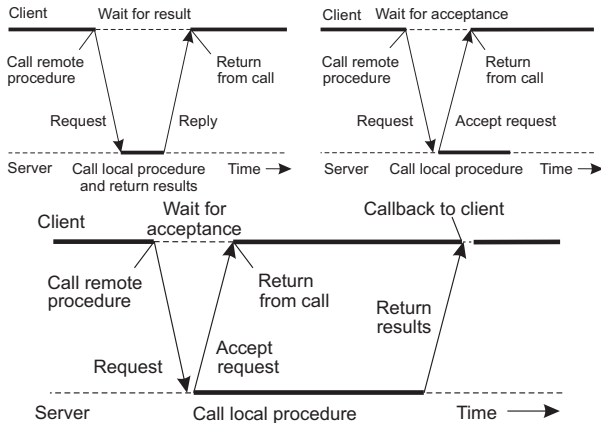 Client
Wait for result
Call remote
procedure
Return
from call
Request
Reply
Server
Call local procedure
and return results
Time
Client
Wait for acceptance
Call remote
procedure
Return
from call
Request
Accept request
Server
Call local procedure
Time
Client
Wait for
acceptance
Callback to client
Call remote
procedure
Return
from call
Return
results
Request
Accept
request
Server
Call local procedure
Time